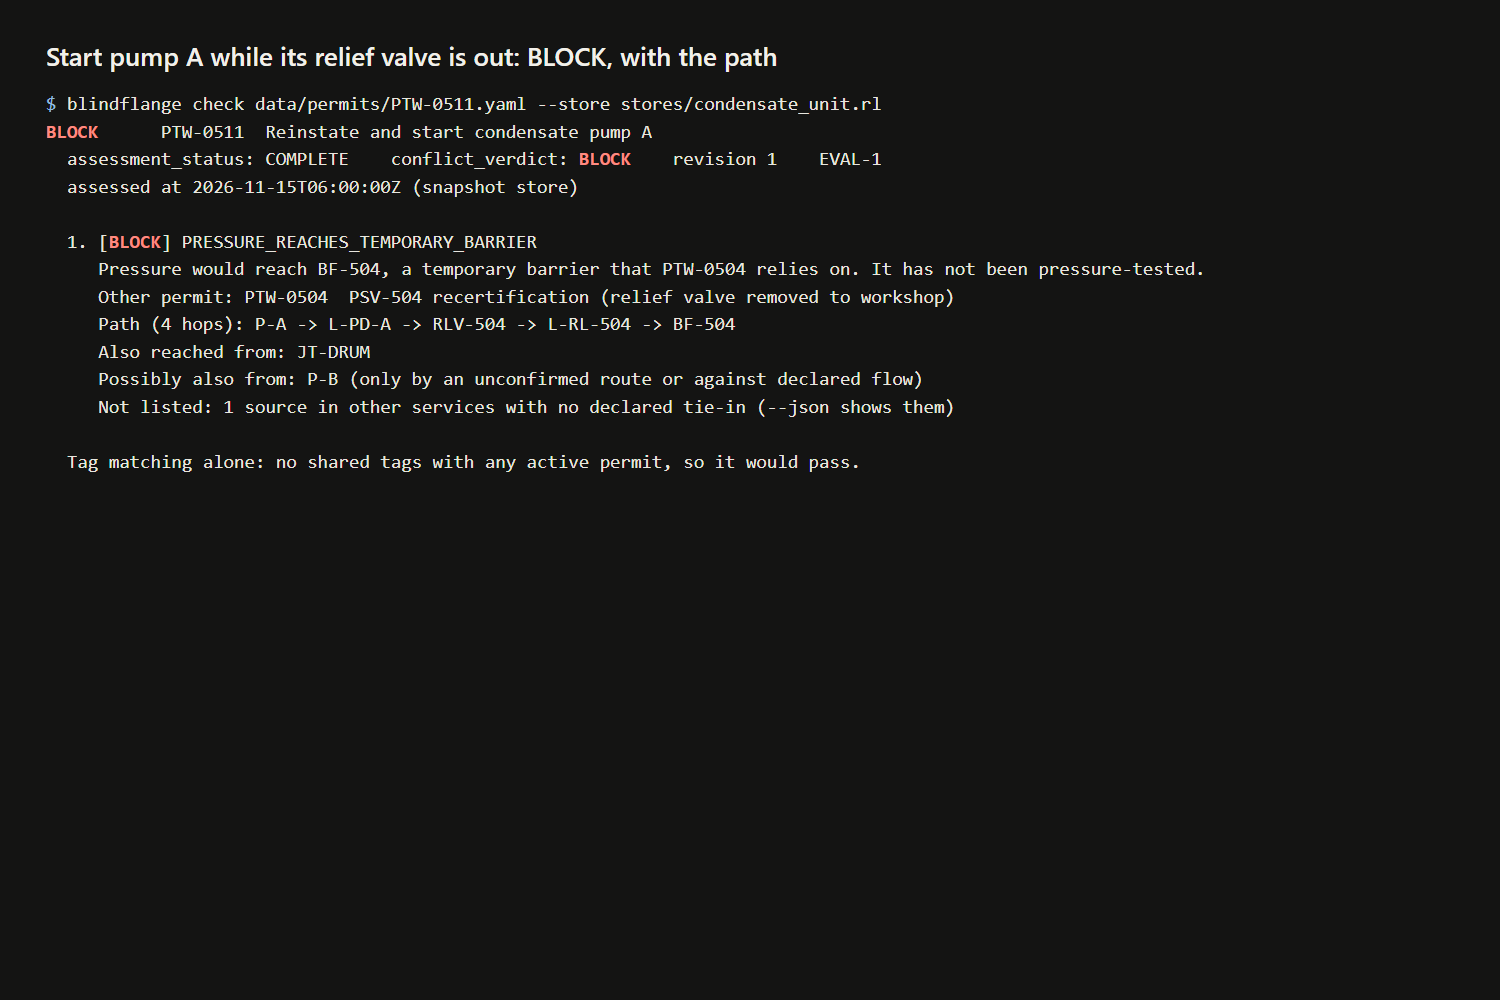 Start pump A while its relief valve is out: BLOCK, with the path
$ blindflange check data/permits/PTW-0511.yaml --store stores/condensate_unit.rl
BLOCK      PTW-0511  Reinstate and start condensate pump A
  assessment_status: COMPLETE    conflict_verdict: BLOCK    revision 1    EVAL-1
  assessed at 2026-11-15T06:00:00Z (snapshot store)
  1. [BLOCK] PRESSURE_REACHES_TEMPORARY_BARRIER
     Pressure would reach BF-504, a temporary barrier that PTW-0504 relies on. It has not been pressure-tested.
     Other permit: PTW-0504  PSV-504 recertification (relief valve removed to workshop)
     Path (4 hops): P-A -> L-PD-A -> RLV-504 -> L-RL-504 -> BF-504
     Also reached from: JT-DRUM
     Possibly also from: P-B (only by an unconfirmed route or against declared flow)
     Not listed: 1 source in other services with no declared tie-in (--json shows them)
  Tag matching alone: no shared tags with any active permit, so it would pass.